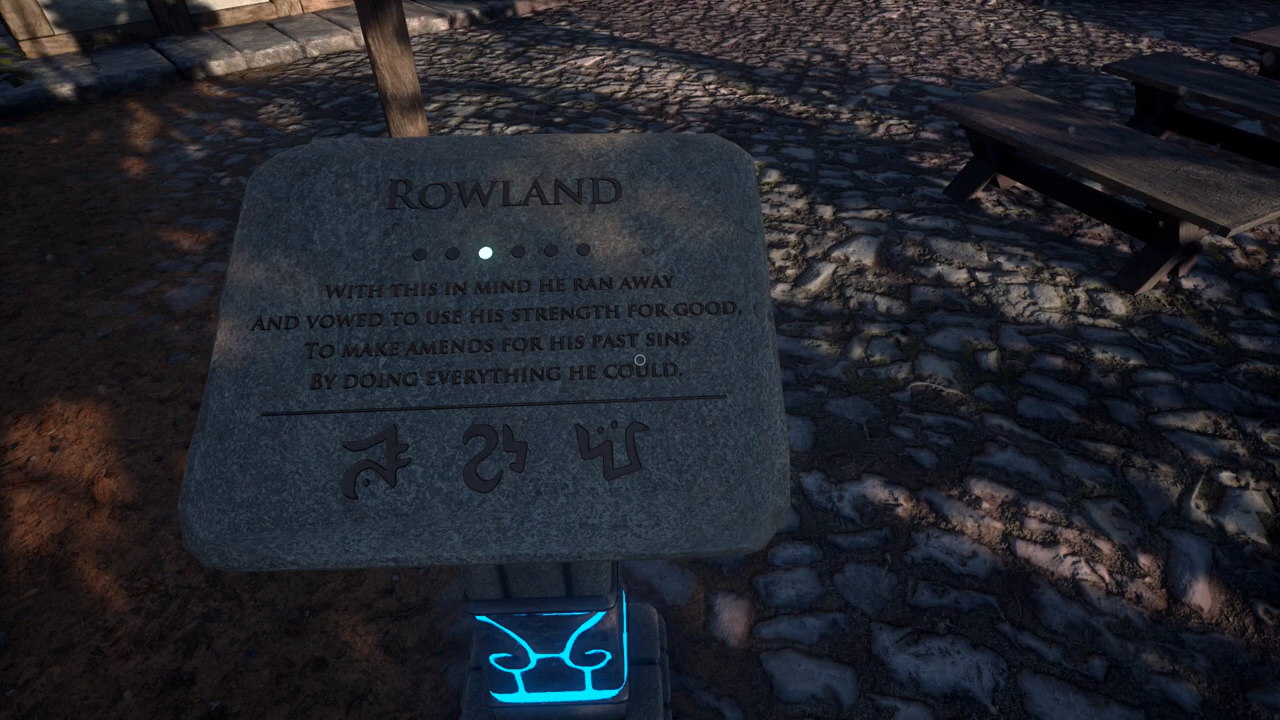 ROWLAND
WITH THIS IN MIND HE RAN AWAY
AND VOWED TO USE HIS STRENGTH FOR GOOD,
TO MAKE AMENDS FOR HIS PAST SINS
BY DOING EVERYTHING HE COULD.